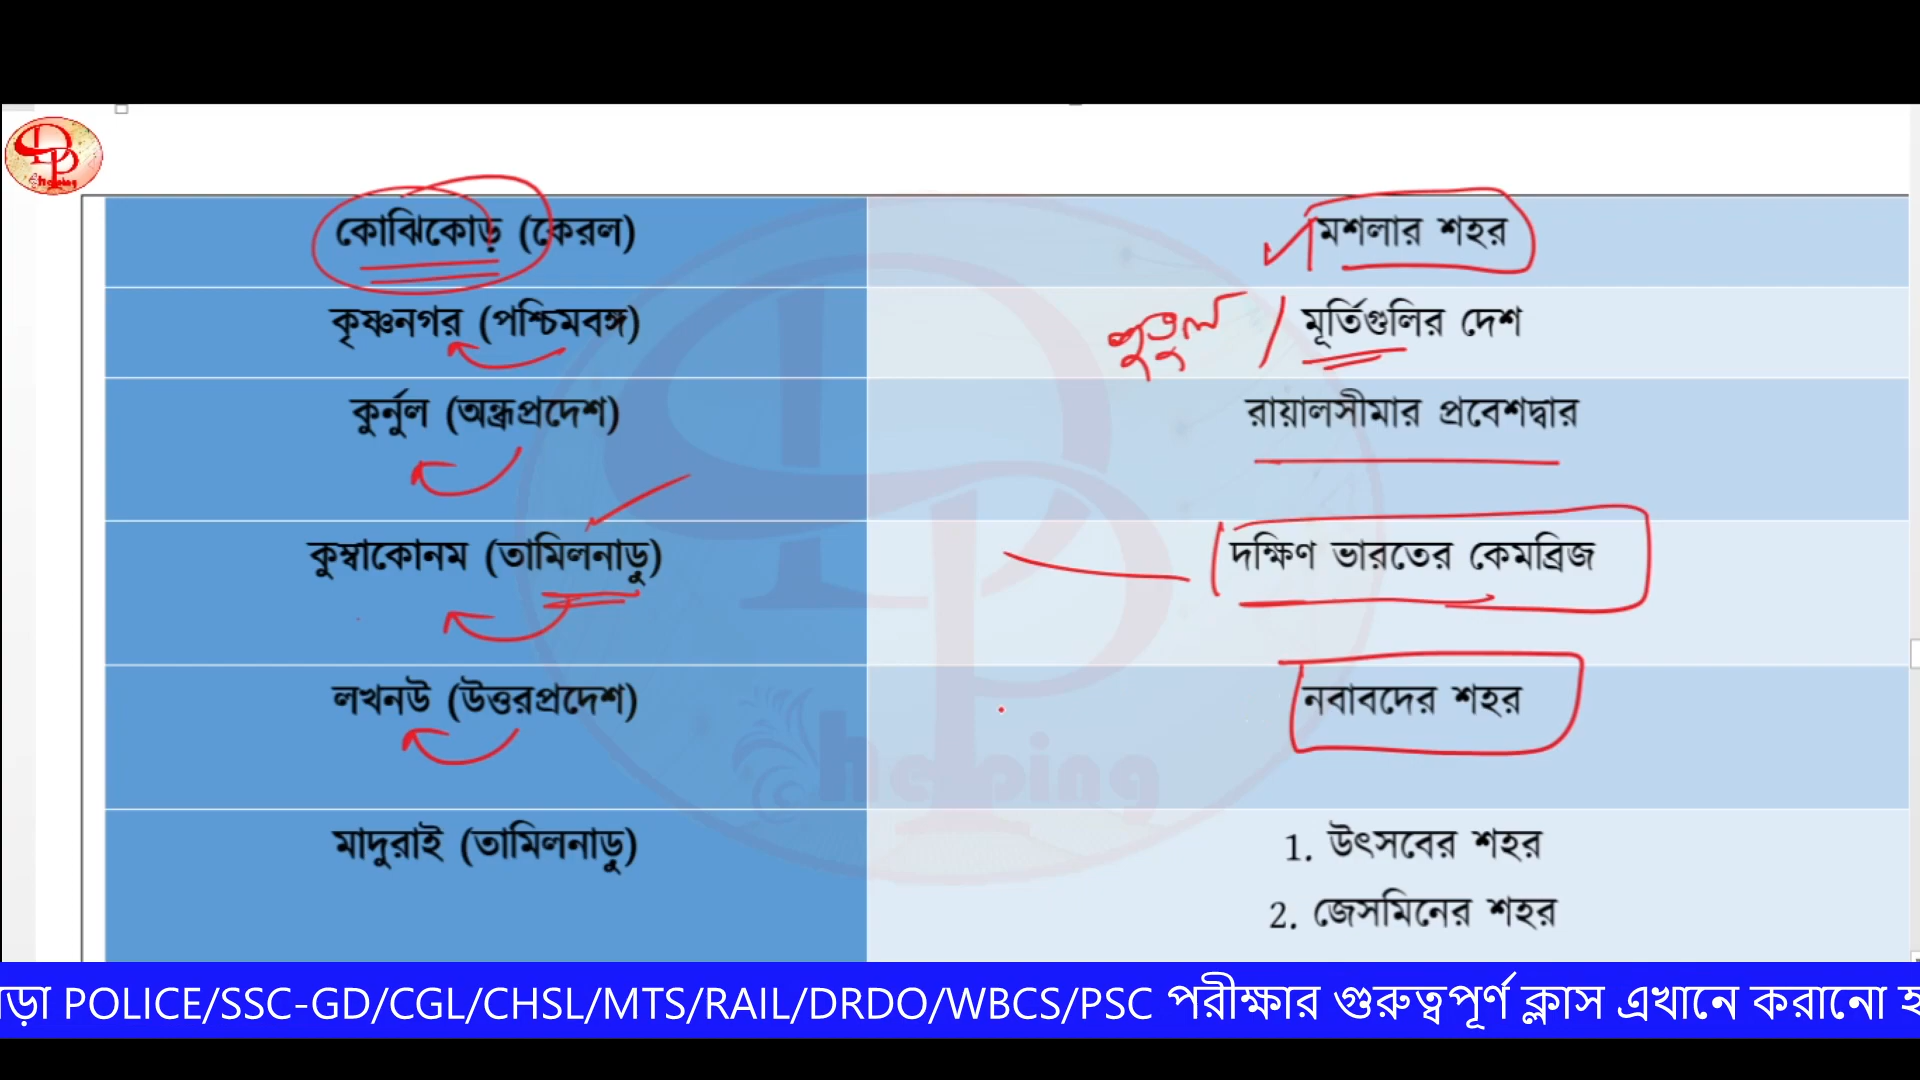 কোঝিকোড় (কেরল) মশলার শহর
কৃষ্ণনগর (পশ্চিমবঙ্গ) পুতুল / মূর্তিগুলির দেশ
কুর্নুল (অন্ধ্রপ্রদেশ) রায়ালসীমার প্রবেশদ্বার
কুম্বাকোনম (তামিলনাড়ু) দক্ষিণ ভারতের কেমব্রিজ
লখনউ (উত্তরপ্রদেশ) নবাবদের শহর
মাদুরাই (তামিলনাড়ু) 1. উৎসবের শহর
2. জেসমিনের শহর
DP
helping
POLICE/SSC-GD/CGL/CHSL/MTS/RAIL/DRDO/WBCS/PSC পরীক্ষার গুরুত্বপূর্ণ ক্লাস এখানে করানো